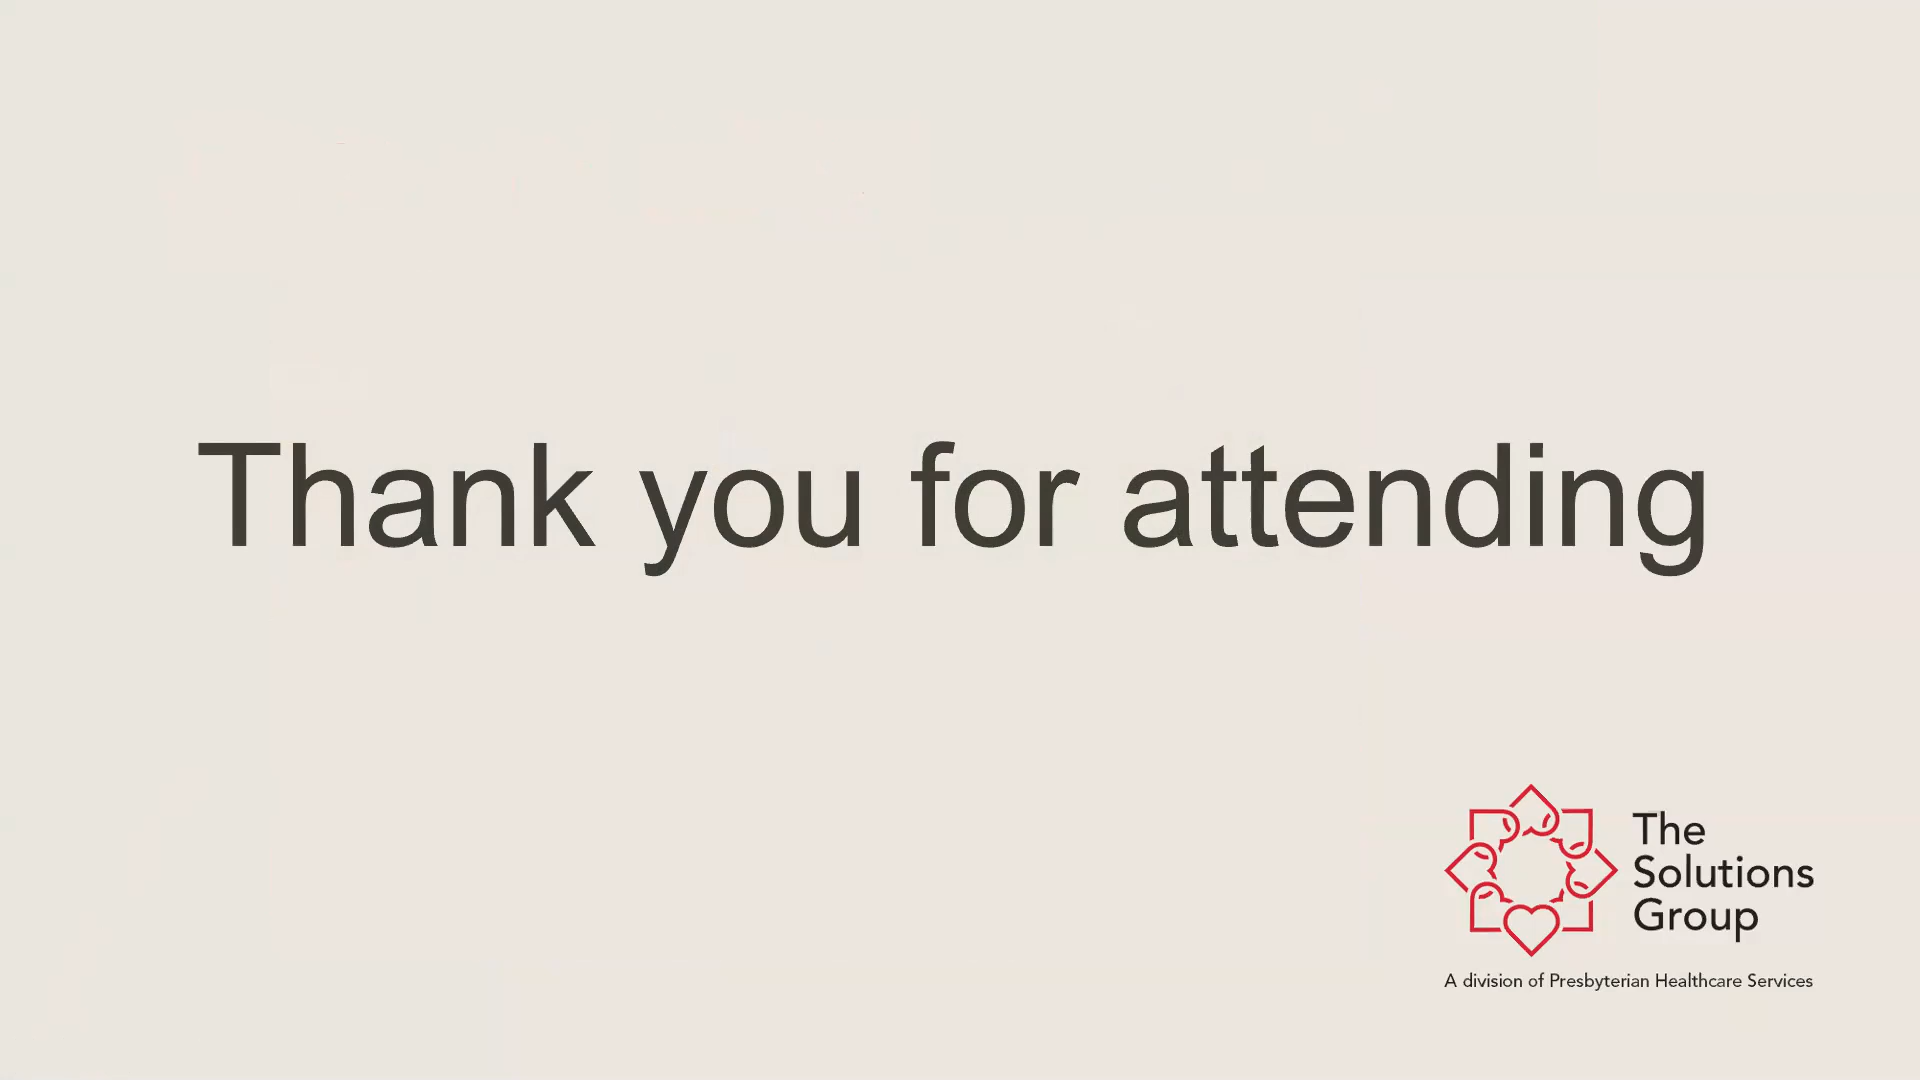 Thank you for attending
The
Solutions
Group
A division of Presbyterian Healthcare Services